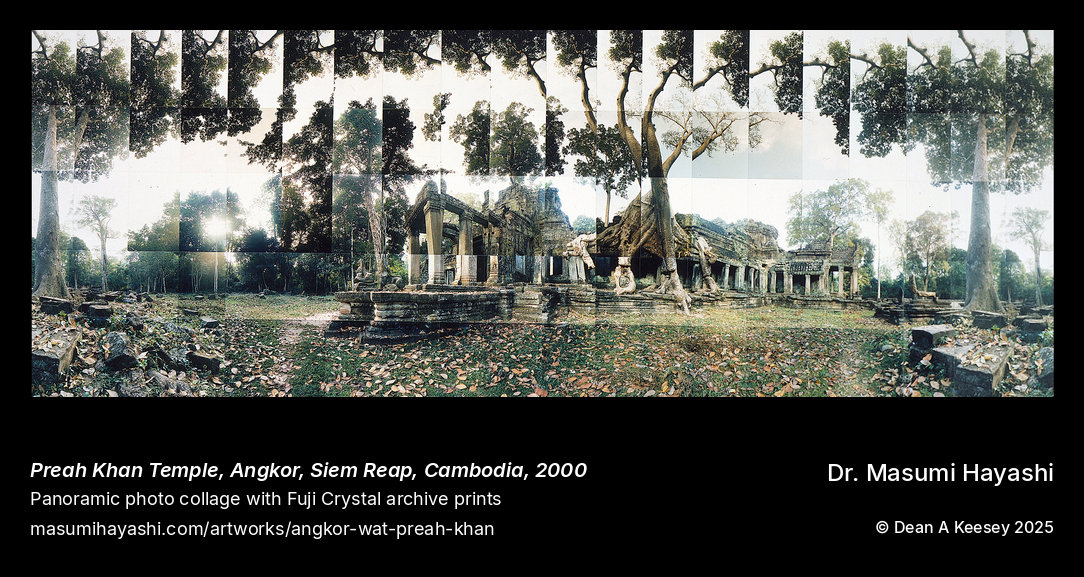 Preah Khan Temple, Angkor, Siem Reap, Cambodia, 2000
Panoramic photo collage with Fuji Crystal archive prints
masumihayashi.com/artworks/angkor-wat-preah-khan
Dr. Masumi Hayashi
© Dean A Keesey 2025